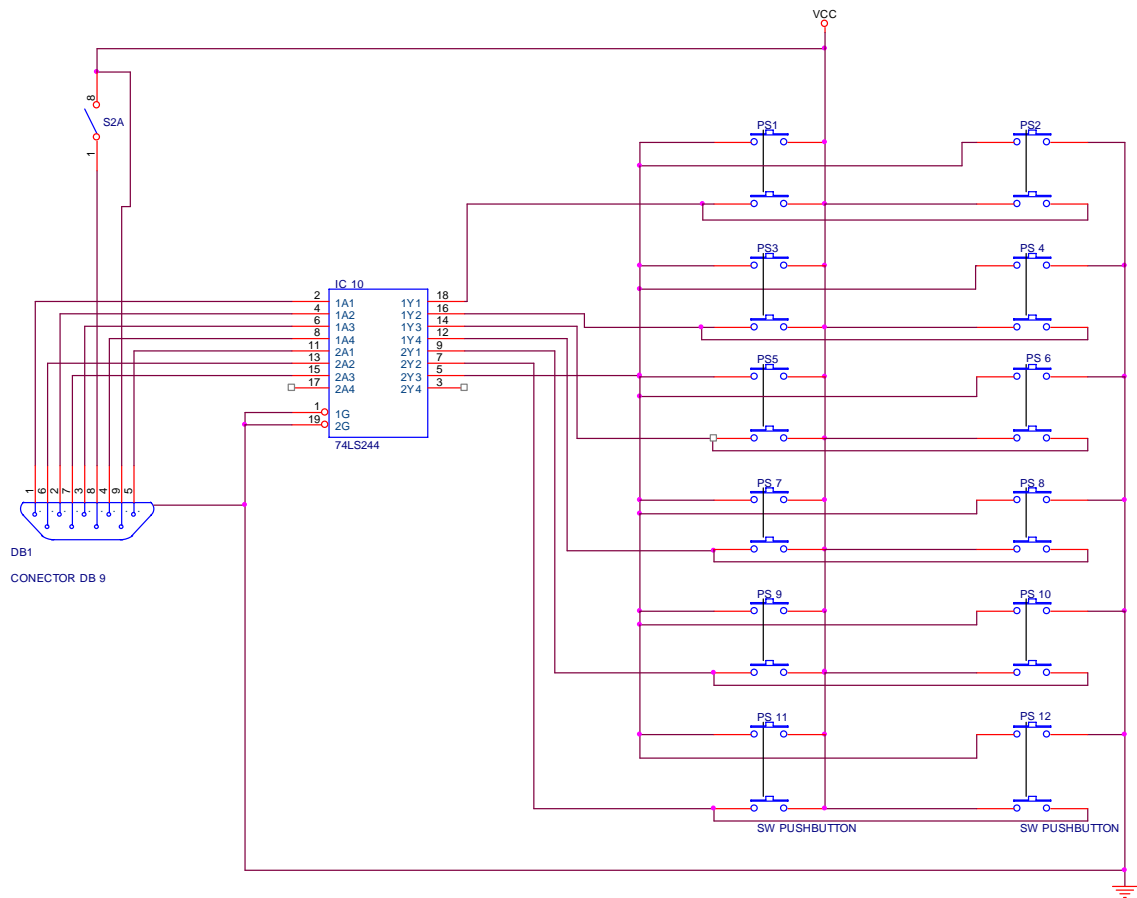 VCC
8
S2A
1
PS1
PS2
PS3
PS 4
IC 10
2 1A1 1Y1 18
4 1A2 1Y2 16
6 1A3 1Y3 14
8 1A4 1Y4 12
11 2A1 2Y1 9
13 2A2 2Y2 7
15 2A3 2Y3 5
17 2A4 2Y4 3
1 1G
19 2G
74LS244
PS5
PS 6
1 6 2 7 3 8 4 9 5
PS 7
PS 8
DB1
CONECTOR DB 9
PS 9
PS 10
PS 11
PS 12
SW PUSHBUTTON
SW PUSHBUTTON